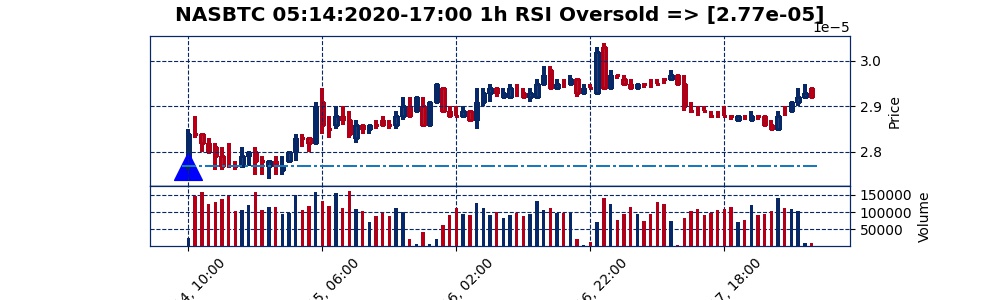 NASBTC 05:14:2020-17:00 1h RSI Oversold => [2.77e-05]
1e−5
3.0
2.9
2.8
Price
150000
100000
50000
Volume
4, 10:00
5, 06:00
6, 02:00
6, 22:00
7, 18:00